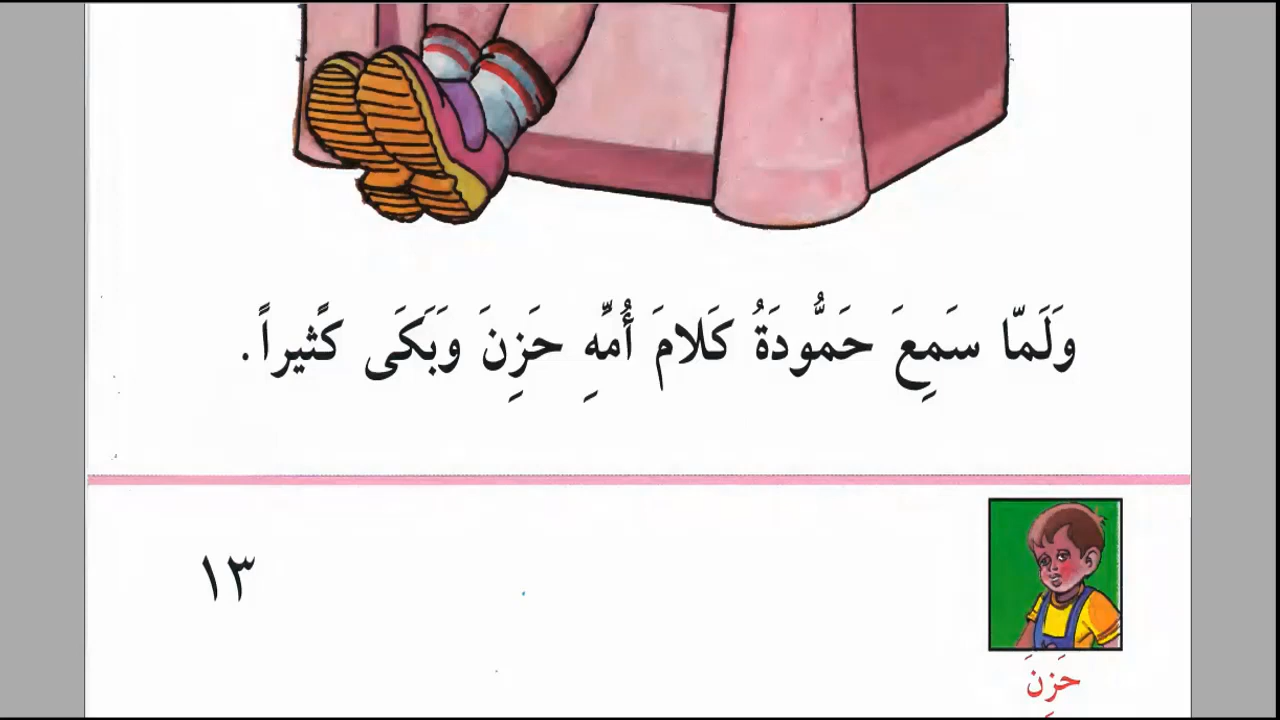 وَلَمّا سَمِعَ حَمُّودَةُ كَلامَ أُمِّهِ حَزِنَ وَبَكَى كَثيراً.
١٣
حَزِنَ